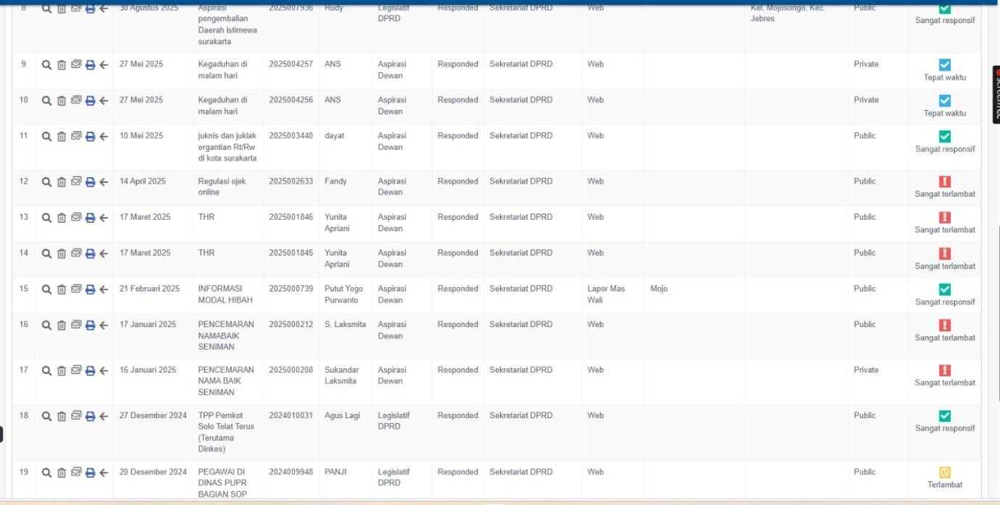 8 30 Agustus 2025 Aspirasi 2025007936 Rudy Legislatif Responded Sekretariat DPRD Web Kel. Mojosongo, Kec. Public
pengembalian DPRD Jebres Sangat responsif
Daerah istimewa
surakarta
9 27 Mei 2025 Kegaduhan di 2025004257 ANS Aspirasi Responded Sekretariat DPRD Web Private
malam hari Dewan Tepat waktu
10 27 Mei 2025 Kegaduhan di 2025004256 ANS Aspirasi Responded Sekretariat DPRD Web Private
malam hari Dewan Tepat waktu
11 10 Mei 2025 juknis dan juklak 2025003440 dayat Aspirasi Responded Sekretariat DPRD Web Public
ergantian Rt/Rw Dewan Sangat responsif
di kota surakarta
12 14 April 2025 Regulasi ojek 2025002633 Fandy Aspirasi Responded Sekretariat DPRD Web Public
online Dewan Sangat terlambat
13 17 Maret 2025 THR 2025001846 Yunita Aspirasi Responded Sekretariat DPRD Web Public
Apriani Dewan Sangat terlambat
14 17 Maret 2025 THR 2025001845 Yunita Aspirasi Responded Sekretariat DPRD Web Public
Apriani Dewan Sangat terlambat
15 21 Februari 2025 INFORMASI 2025000739 Putut Yogo Aspirasi Responded Sekretariat DPRD Lapor Mas Mojo Public
MODAL HIBAH Purwanto Dewan Wali Sangat responsif
16 17 Januari 2025 PENCEMARAN 2025000212 S. Laksmita Aspirasi Responded Sekretariat DPRD Web Public
NAMABAIK Dewan Sangat terlambat
SENIMAN
17 16 Januari 2025 PENCEMARAN 2025000208 Sukandar Aspirasi Responded Sekretariat DPRD Web Private
NAMA BAIK Laksmita Dewan Sangat terlambat
SENIMAN
18 27 Desember 2024 TPP Pemkot 2024010031 Agus Lagi Legislatif Responded Sekretariat DPRD Web Public
Solo Telat Terus DPRD Sangat responsif
(Terutama
Dinkes)
19 20 Desember 2024 PEGAWAI DI 2024009948 PANJI Legislatif Responded Sekretariat DPRD Web Public
DINAS PUPR DPRD Terlambat
BAGIAN SOP